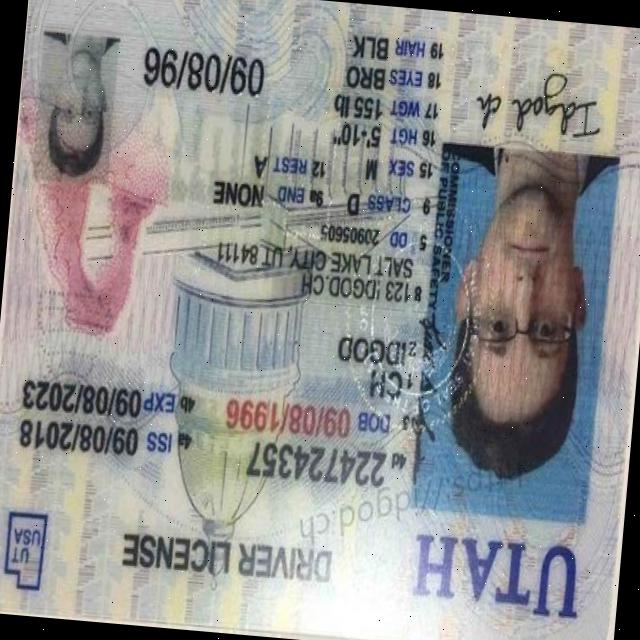 UTAH
DRIVER LICENSE
UT
USA
https://idgod.ch
4d 224724357
3 DOB 09/08/1996
4a ISS 09/08/2018
4b EXP 09/08/2023
1 CH
2 IDGOD
8 123 IDGOD.CH
SALT LAKE CITY, UT 84111
5 DD 20905605
9 CLASS D
9a END NONE
15 SEX M
12 REST A
16 HGT 5'-10"
17 WGT 155 lb
18 EYES BRO
19 HAIR BLK
09/08/96
COMMISSIONER
OF PUBLIC SAFETY
Idgod ch